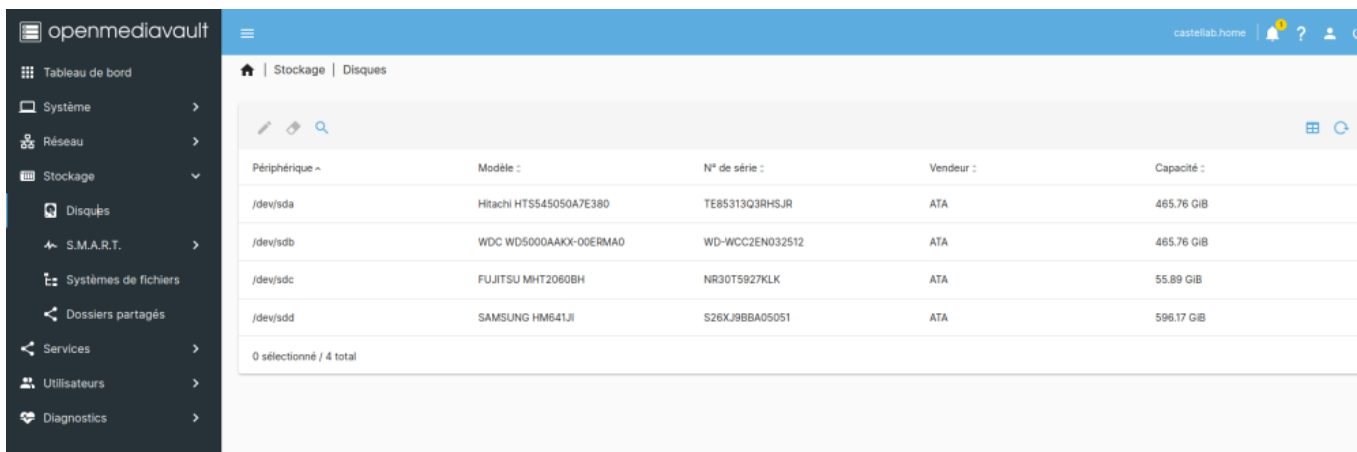 openmediavault
castellab.home 1 ?
Tableau de bord
Système
Réseau
Stockage
Disques
S.M.A.R.T.
Systèmes de fichiers
Dossiers partagés
Services
Utilisateurs
Diagnostics
| Stockage | Disques
Périphérique Modèle N° de série Vendeur Capacité
/dev/sda Hitachi HTS545050A7E380 TE85313Q3RHSJR ATA 465.76 GiB
/dev/sdb WDC WD5000AAKX-00ERMA0 WD-WCC2EN032512 ATA 465.76 GiB
/dev/sdc FUJITSU MHT2060BH NR30T5927KLK ATA 55.89 GiB
/dev/sdd SAMSUNG HM641JI S26XJ9BBA05051 ATA 596.17 GiB
0 sélectionné / 4 total